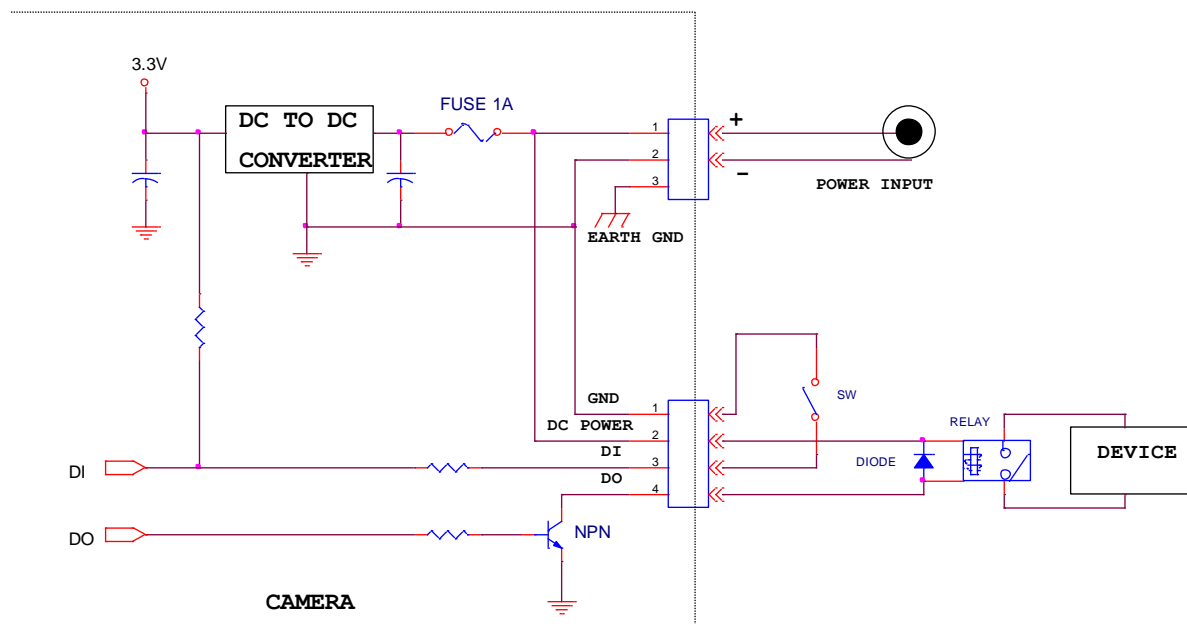 3.3V
FUSE 1A
DC TO DC
CONVERTER
1
2
3
+
-
POWER INPUT
EARTH GND
GND
DC POWER
DI
DO
1
2
3
4
SW
RELAY
DIODE
DEVICE
DI
DO
NPN
CAMERA